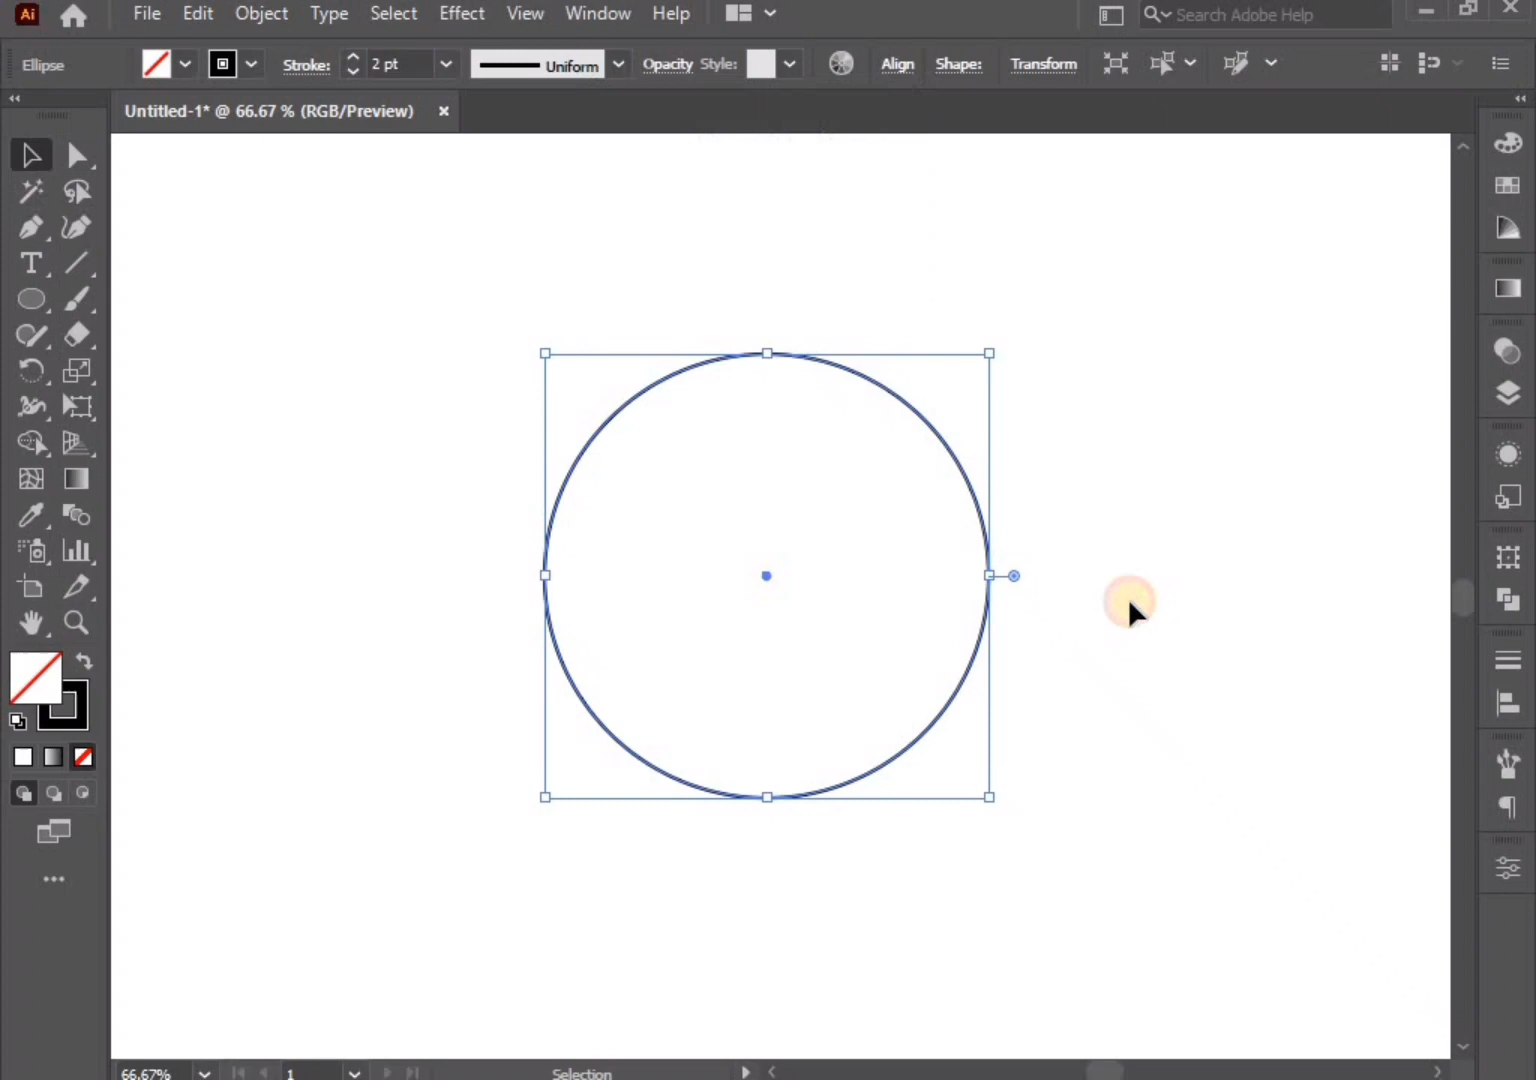 Ai File Edit Object Type Select Effect View Window Help Search Adobe Help
Ellipse Stroke: 2 pt Uniform Opacity Style: Align Shape: Transform
Untitled-1* @ 66.67 % (RGB/Preview) ×
66.67% 1 Selection